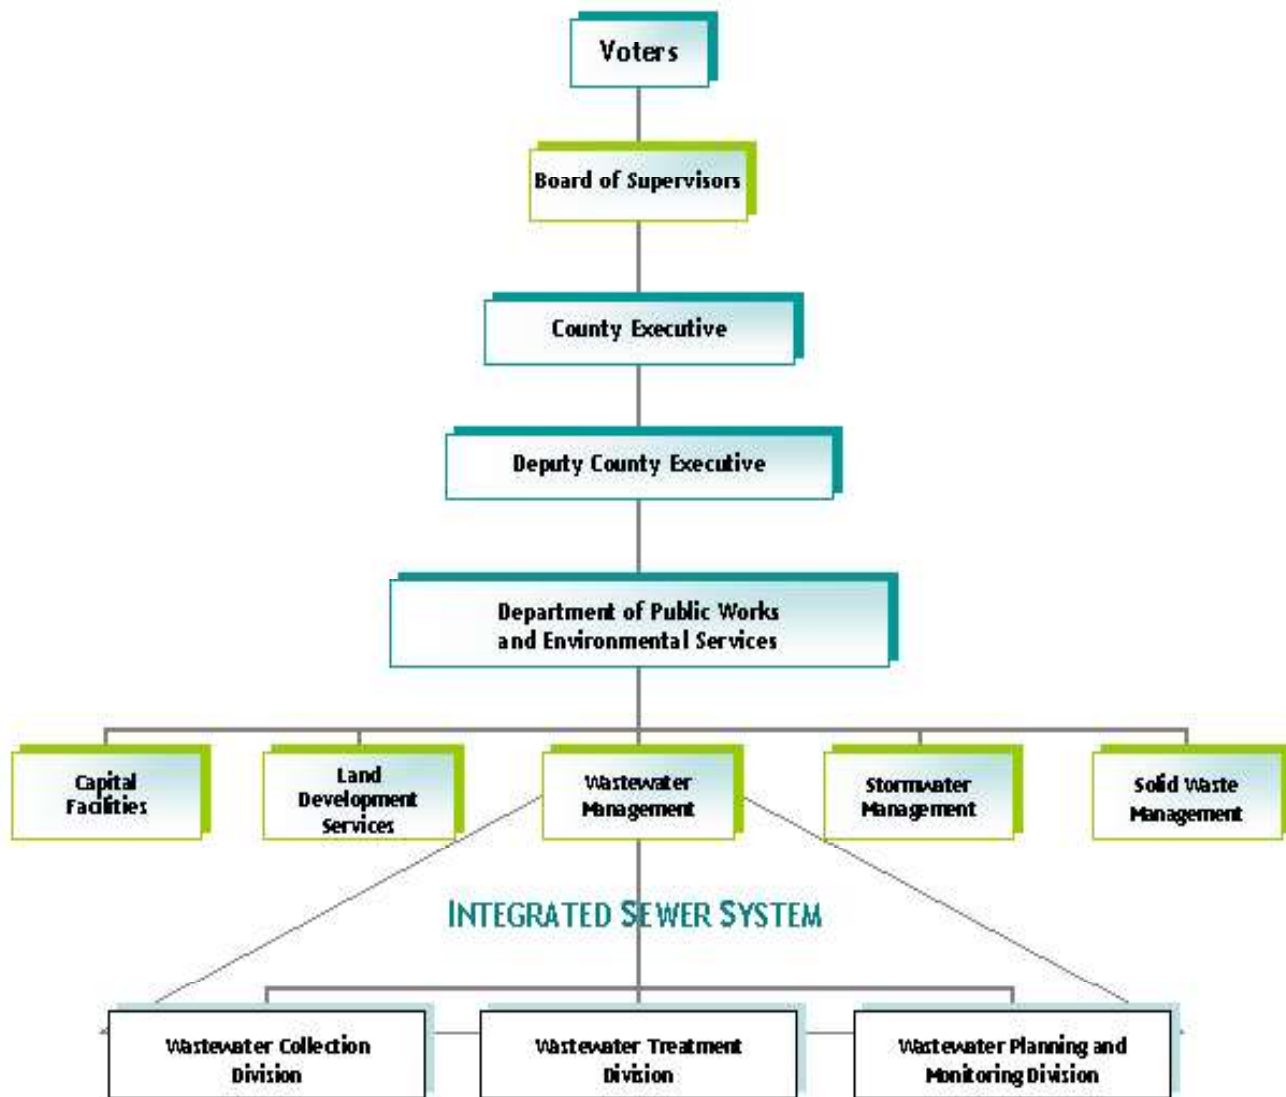 Voters
Board of Supervisors
County Executive
Deputy County Executive
Department of Public Works
and Environmental Services
Capital
Facilities
Land
Development
Services
Wastewater
Management
Stormwater
Management
Solid Waste
Management
INTEGRATED SEWER SYSTEM
Wastewater Collection
Division
Wastewater Treatment
Division
Wastewater Planning and
Monitoring Division